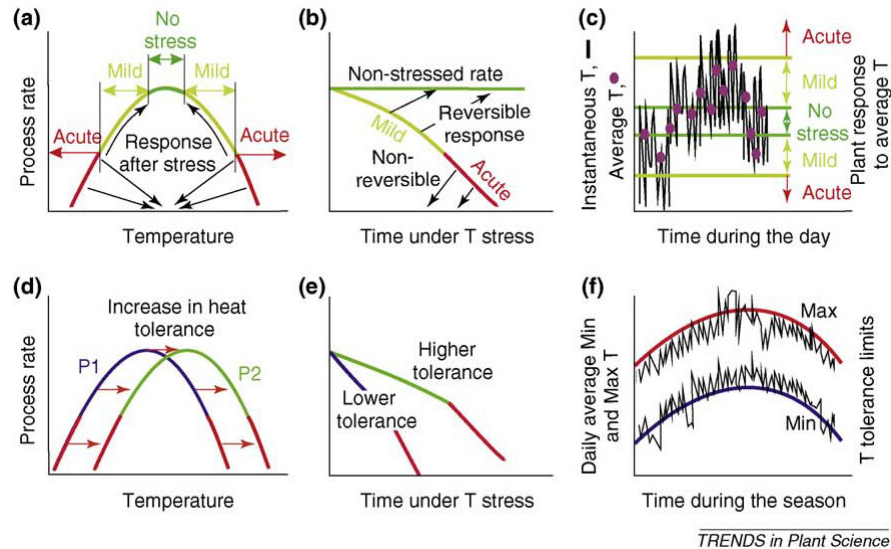 (a)
No
stress
Mild
Mild
Acute
Acute
Response
after stress
Process rate
Temperature
(b)
Non-stressed rate
Mild
Reversible
response
Non-
reversible
Acute
Time under T stress
(c)
Instantaneous T, I
Average T, ●
Acute
Mild
No
stress
Mild
Acute
Plant response
to average T
Time during the day
(d)
Increase in heat
tolerance
P1
P2
Process rate
Temperature
(e)
Higher
tolerance
Lower
tolerance
Time under T stress
(f)
Daily average Min
and Max T
Max
Min
T tolerance limits
Time during the season
TRENDS in Plant Science